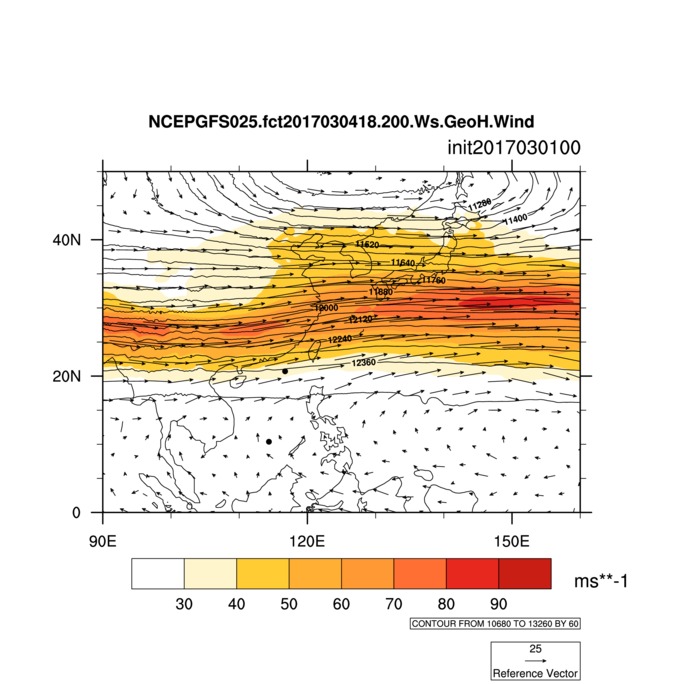 NCEPGFS025.fct2017030418.200.Ws.GeoH.Wind
init2017030100
11280
11400
40N
11520
11640
11760
11880
12000
12120
12240
12360
20N
0
90E 120E 150E
ms**-1
30 40 50 60 70 80 90
CONTOUR FROM 10680 TO 13260 BY 60
25
Reference Vector